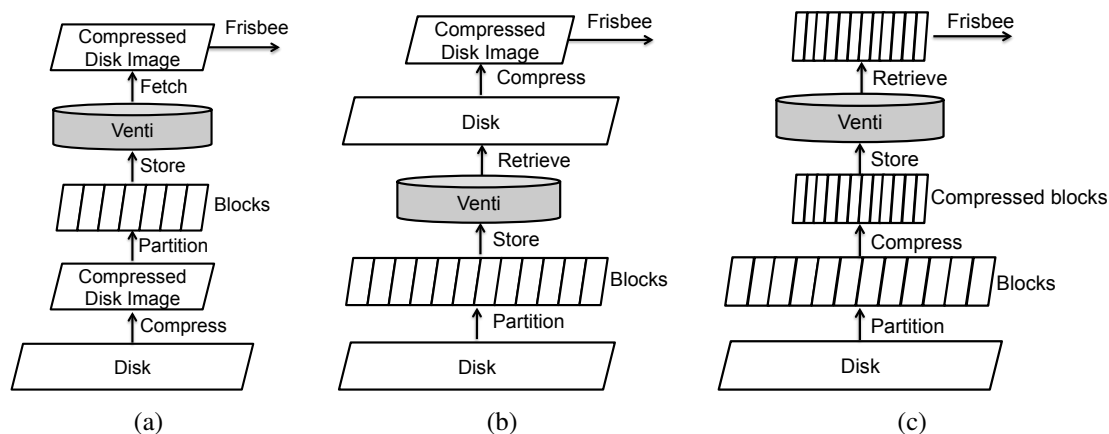 Compressed
Disk Image
Frisbee
Fetch
Venti
Store
Blocks
Partition
Compressed
Disk Image
Compress
Disk
(a)
Compressed
Disk Image
Frisbee
Compress
Disk
Retrieve
Venti
Store
Blocks
Partition
Disk
(b)
Frisbee
Retrieve
Venti
Store
Compressed blocks
Compress
Blocks
Partition
Disk
(c)